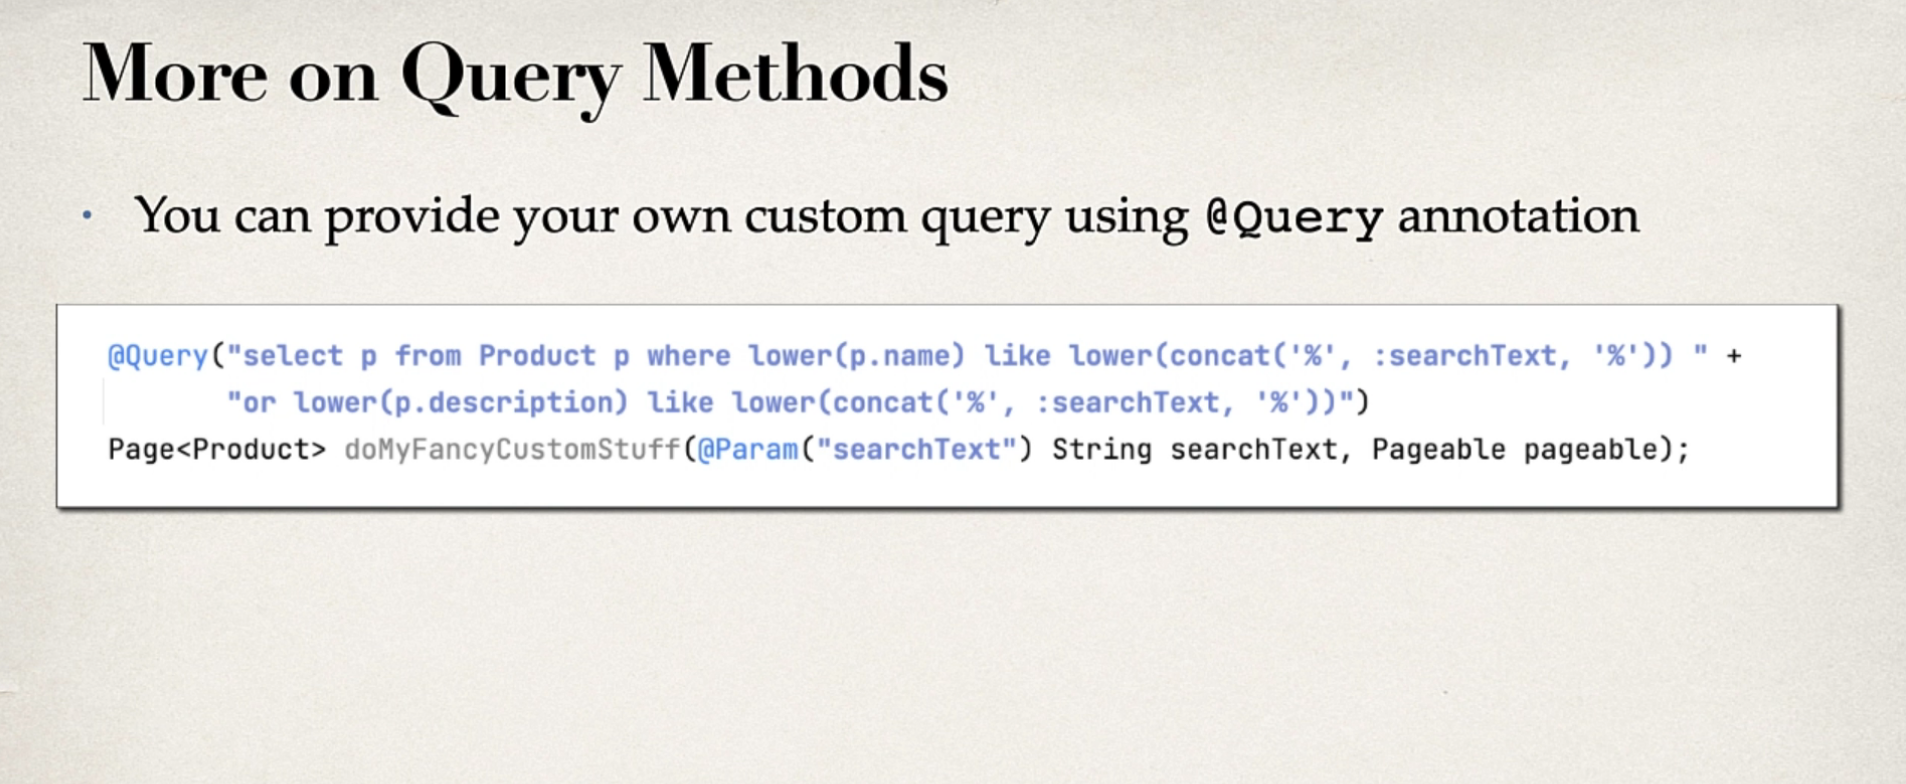 More on Query Methods
• You can provide your own custom query using @Query annotation
@Query("select p from Product p where lower(p.name) like lower(concat('%', :searchText, '%')) " +
"or lower(p.description) like lower(concat('%', :searchText, '%'))")
Page<Product> doMyFancyCustomStuff(@Param("searchText") String searchText, Pageable pageable);